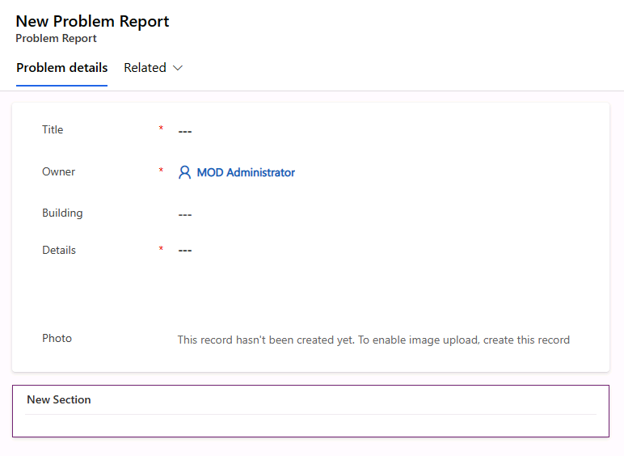 New Problem Report
Problem Report
Problem details Related
Title * ---
Owner * MOD Administrator
Building ---
Details * ---
Photo This record hasn't been created yet. To enable image upload, create this record
New Section